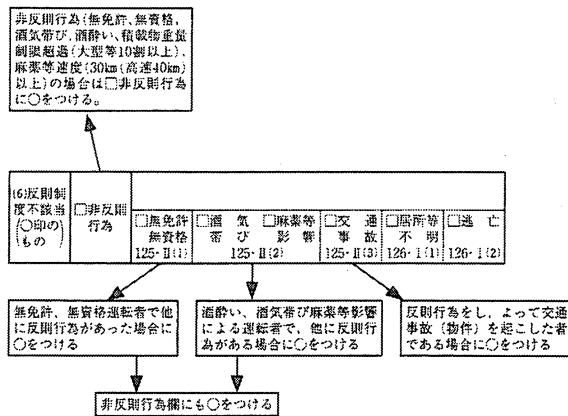 非反則行為(無免許、無資格、
酒気帯び、酒酔い、積載物重量
制限超過(大型等10割以上)、
麻薬等速度(30km(高速40km)
以上)の場合は□非反則行為
に○をつける。
(6)反則制
度不該当
(○印の
もの)
□非反則
行為
□無免許
無資格
125·Ⅱ(1)
□酒気
帯び
□麻薬等
影響
125·Ⅱ(2)
□交通
事故
125·Ⅱ(3)
□居所等
不明
126·Ⅰ(1)
□逃亡
126·Ⅰ(2)
無免許、無資格運転者で他
に反則行為があった場合に
○をつける
酒酔い、酒気帯び麻薬等影響
による運転者で、他に反則行
為がある場合に○をつける
反則行為をし、よって交通
事故(物件)を起こした者
である場合に○をつける
非反則行為欄にも○をつける